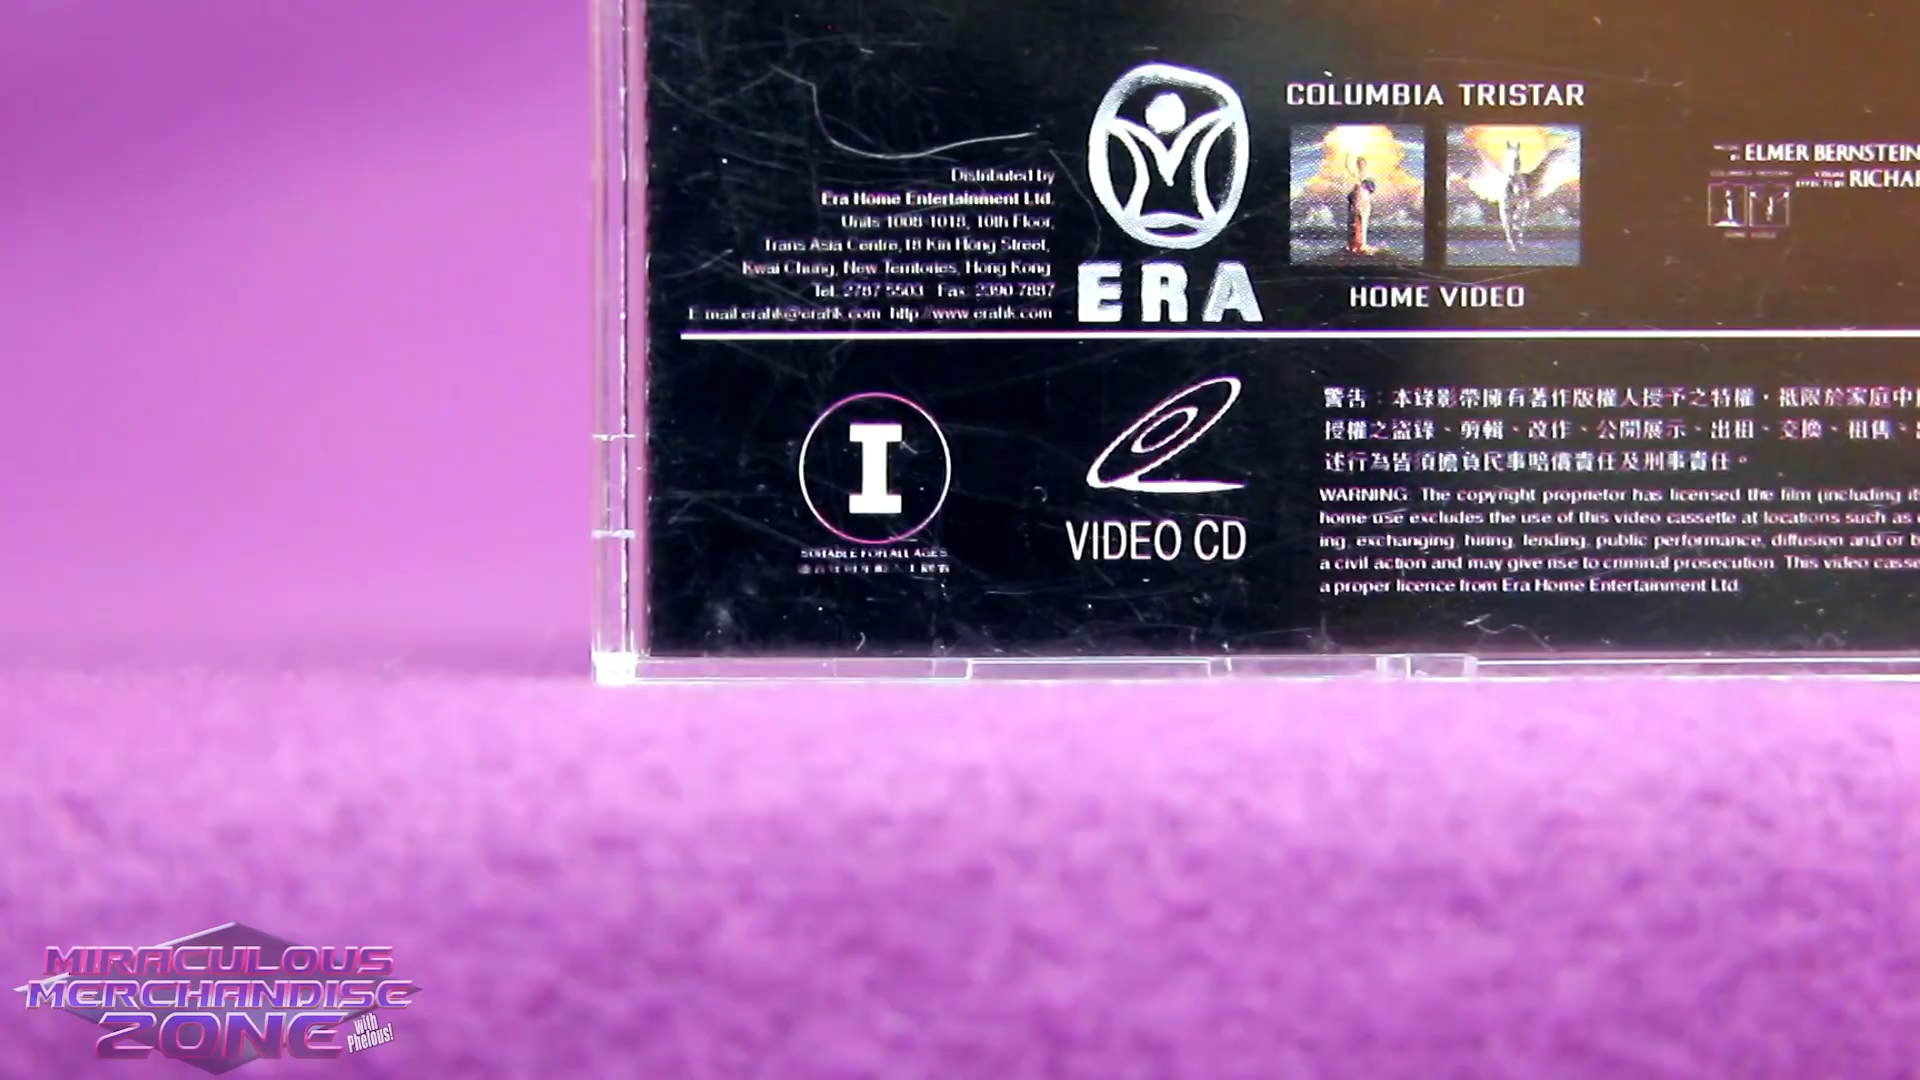 Distributed by
Era Home Entertainment Ltd.
Units 1008-1018, 10th Floor,
Trans Asia Centre, 18 Kin Hong Street,
Kwai Chung, New Territories, Hong Kong
Tel: 2787 5503 Fax: 2390 7887
E-mail:erahk@erahk.com http://www.erahk.com
ERA
COLUMBIA TRISTAR
HOME VIDEO
ELMER BERNSTEIN
RICHAR
I
SUITABLE FOR ALL AGES
VIDEO CD
警告：本錄影帶擁有著作版權人授予之特權，祇限於家庭中
授權之盜錄、剪輯、改作、公開展示、出租、交換、租售、
述行為皆須擔負民事賠償責任及刑事責任。
WARNING: The copyright proprietor has licensed the film (including
home use excludes the use of this video cassette at locations such as
ing, exchanging, hiring, lending, public performance, diffusion and/or
a civil action and may give rise to criminal prosecution. This video casse
a proper licence from Era Home Entertainment Ltd.
MIRACULOUS
MERCHANDISE
ZONE
with
Phelous!